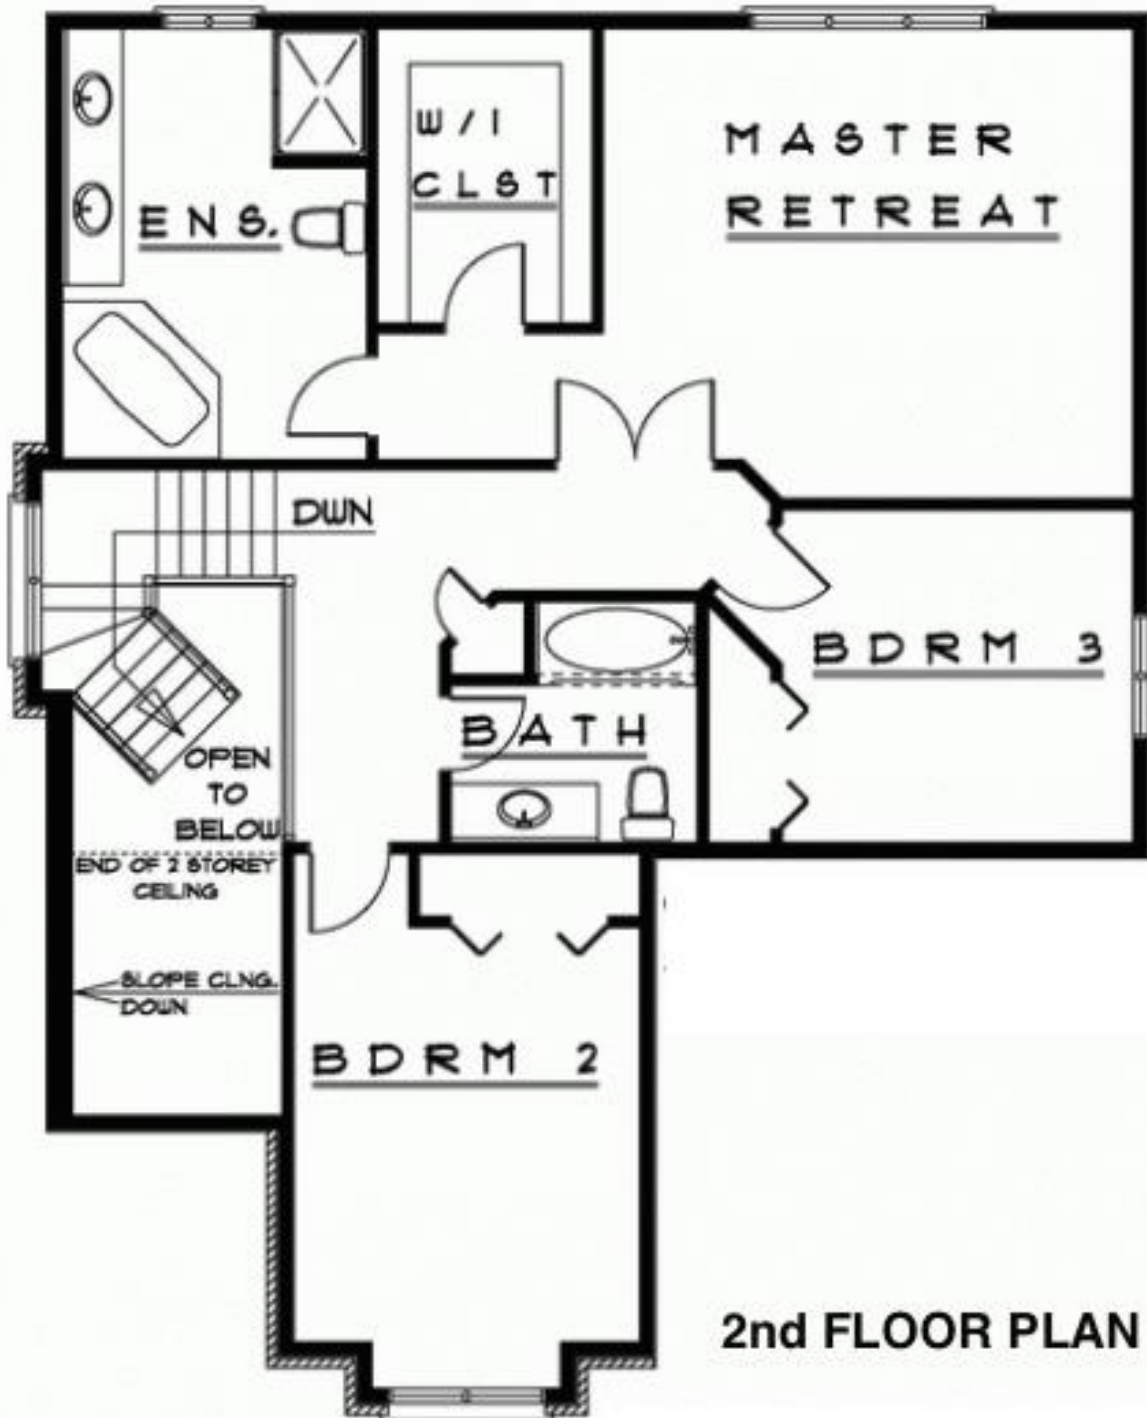 W/I
CLST
MASTER
RETREAT
ENS.
DWN
BDRM 3
BATH
OPEN
TO
BELOW
END OF 2 STOREY
CEILING
SLOPE CLNG.
DOWN
BDRM 2
2nd FLOOR PLAN